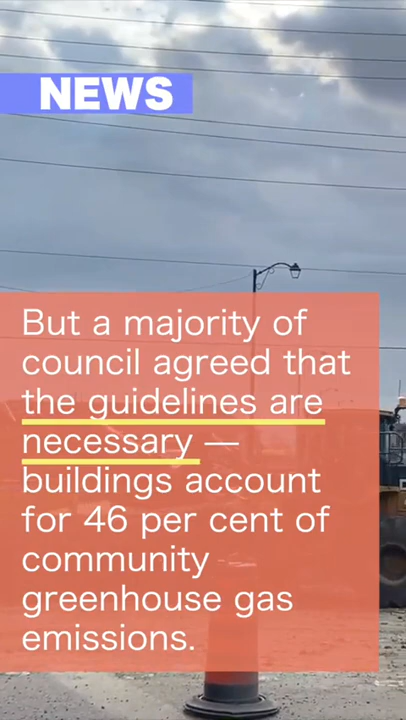 NEWS
But a majority of
council agreed that
the guidelines are
necessary —
buildings account
for 46 per cent of
community
greenhouse gas
emissions.